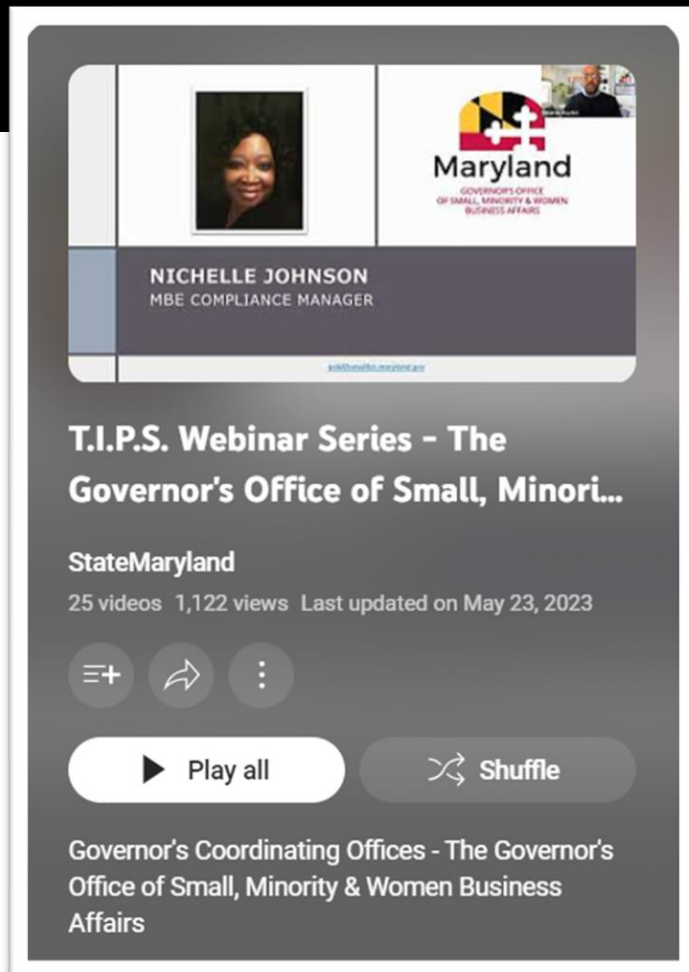 Maryland
GOVERNOR'S OFFICE
OF SMALL, MINORITY & WOMEN
BUSINESS AFFAIRS
NICHELLE JOHNSON
MBE COMPLIANCE MANAGER
T.I.P.S. Webinar Series - The
Governor's Office of Small, Minori...
StateMaryland
25 videos 1,122 views Last updated on May 23, 2023
Play all
Shuffle
Governor's Coordinating Offices - The Governor's
Office of Small, Minority & Women Business
Affairs